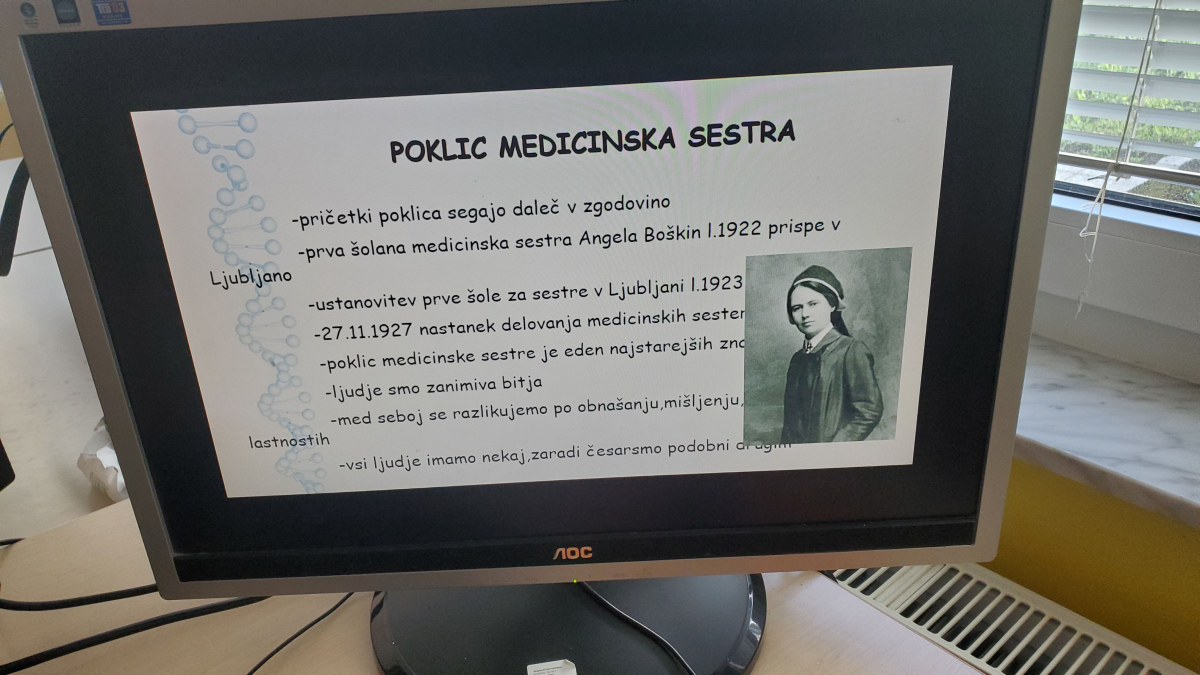 POKLIC MEDICINSKA SESTRA
-pričetki poklica segajo daleč v zgodovino
-prva šolana medicinska sestra Angela Boškin l.1922 prispe v
Ljubljano
-ustanovitev prve šole za sestre v Ljubljani l.1923
-27.11.1927 nastanek delovanja medicinskih sester
-poklic medicinske sestre je eden najstarejših
-ljudje smo zanimiva bitja
-med seboj se razlikujemo po obnašanju,mišljenju,
lastnostih
-vsi ljudje imamo nekaj,zaradi česarsmo podobni drugim
AOC